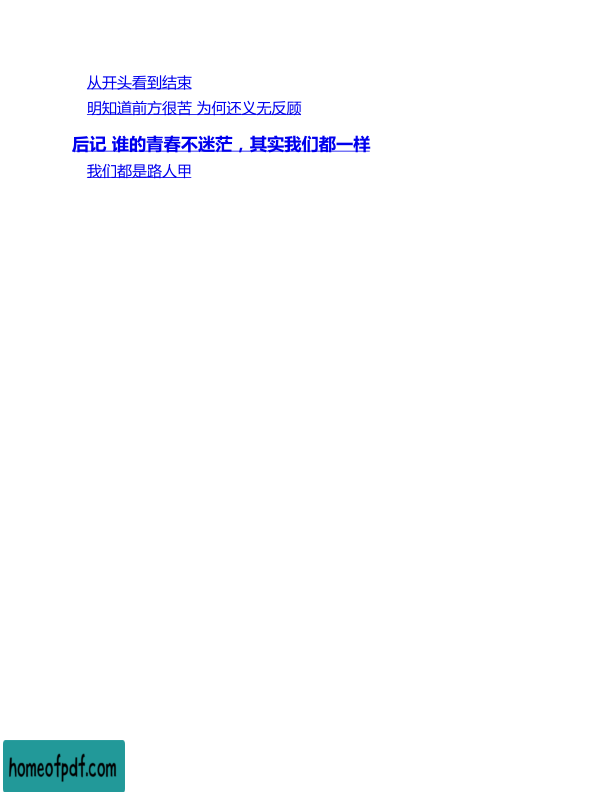 从开头看到结束
明知道前方很苦 为何还义无反顾
后记 谁的青春不迷茫，其实我们都一样
我们都是路人甲
homeofpdf.com